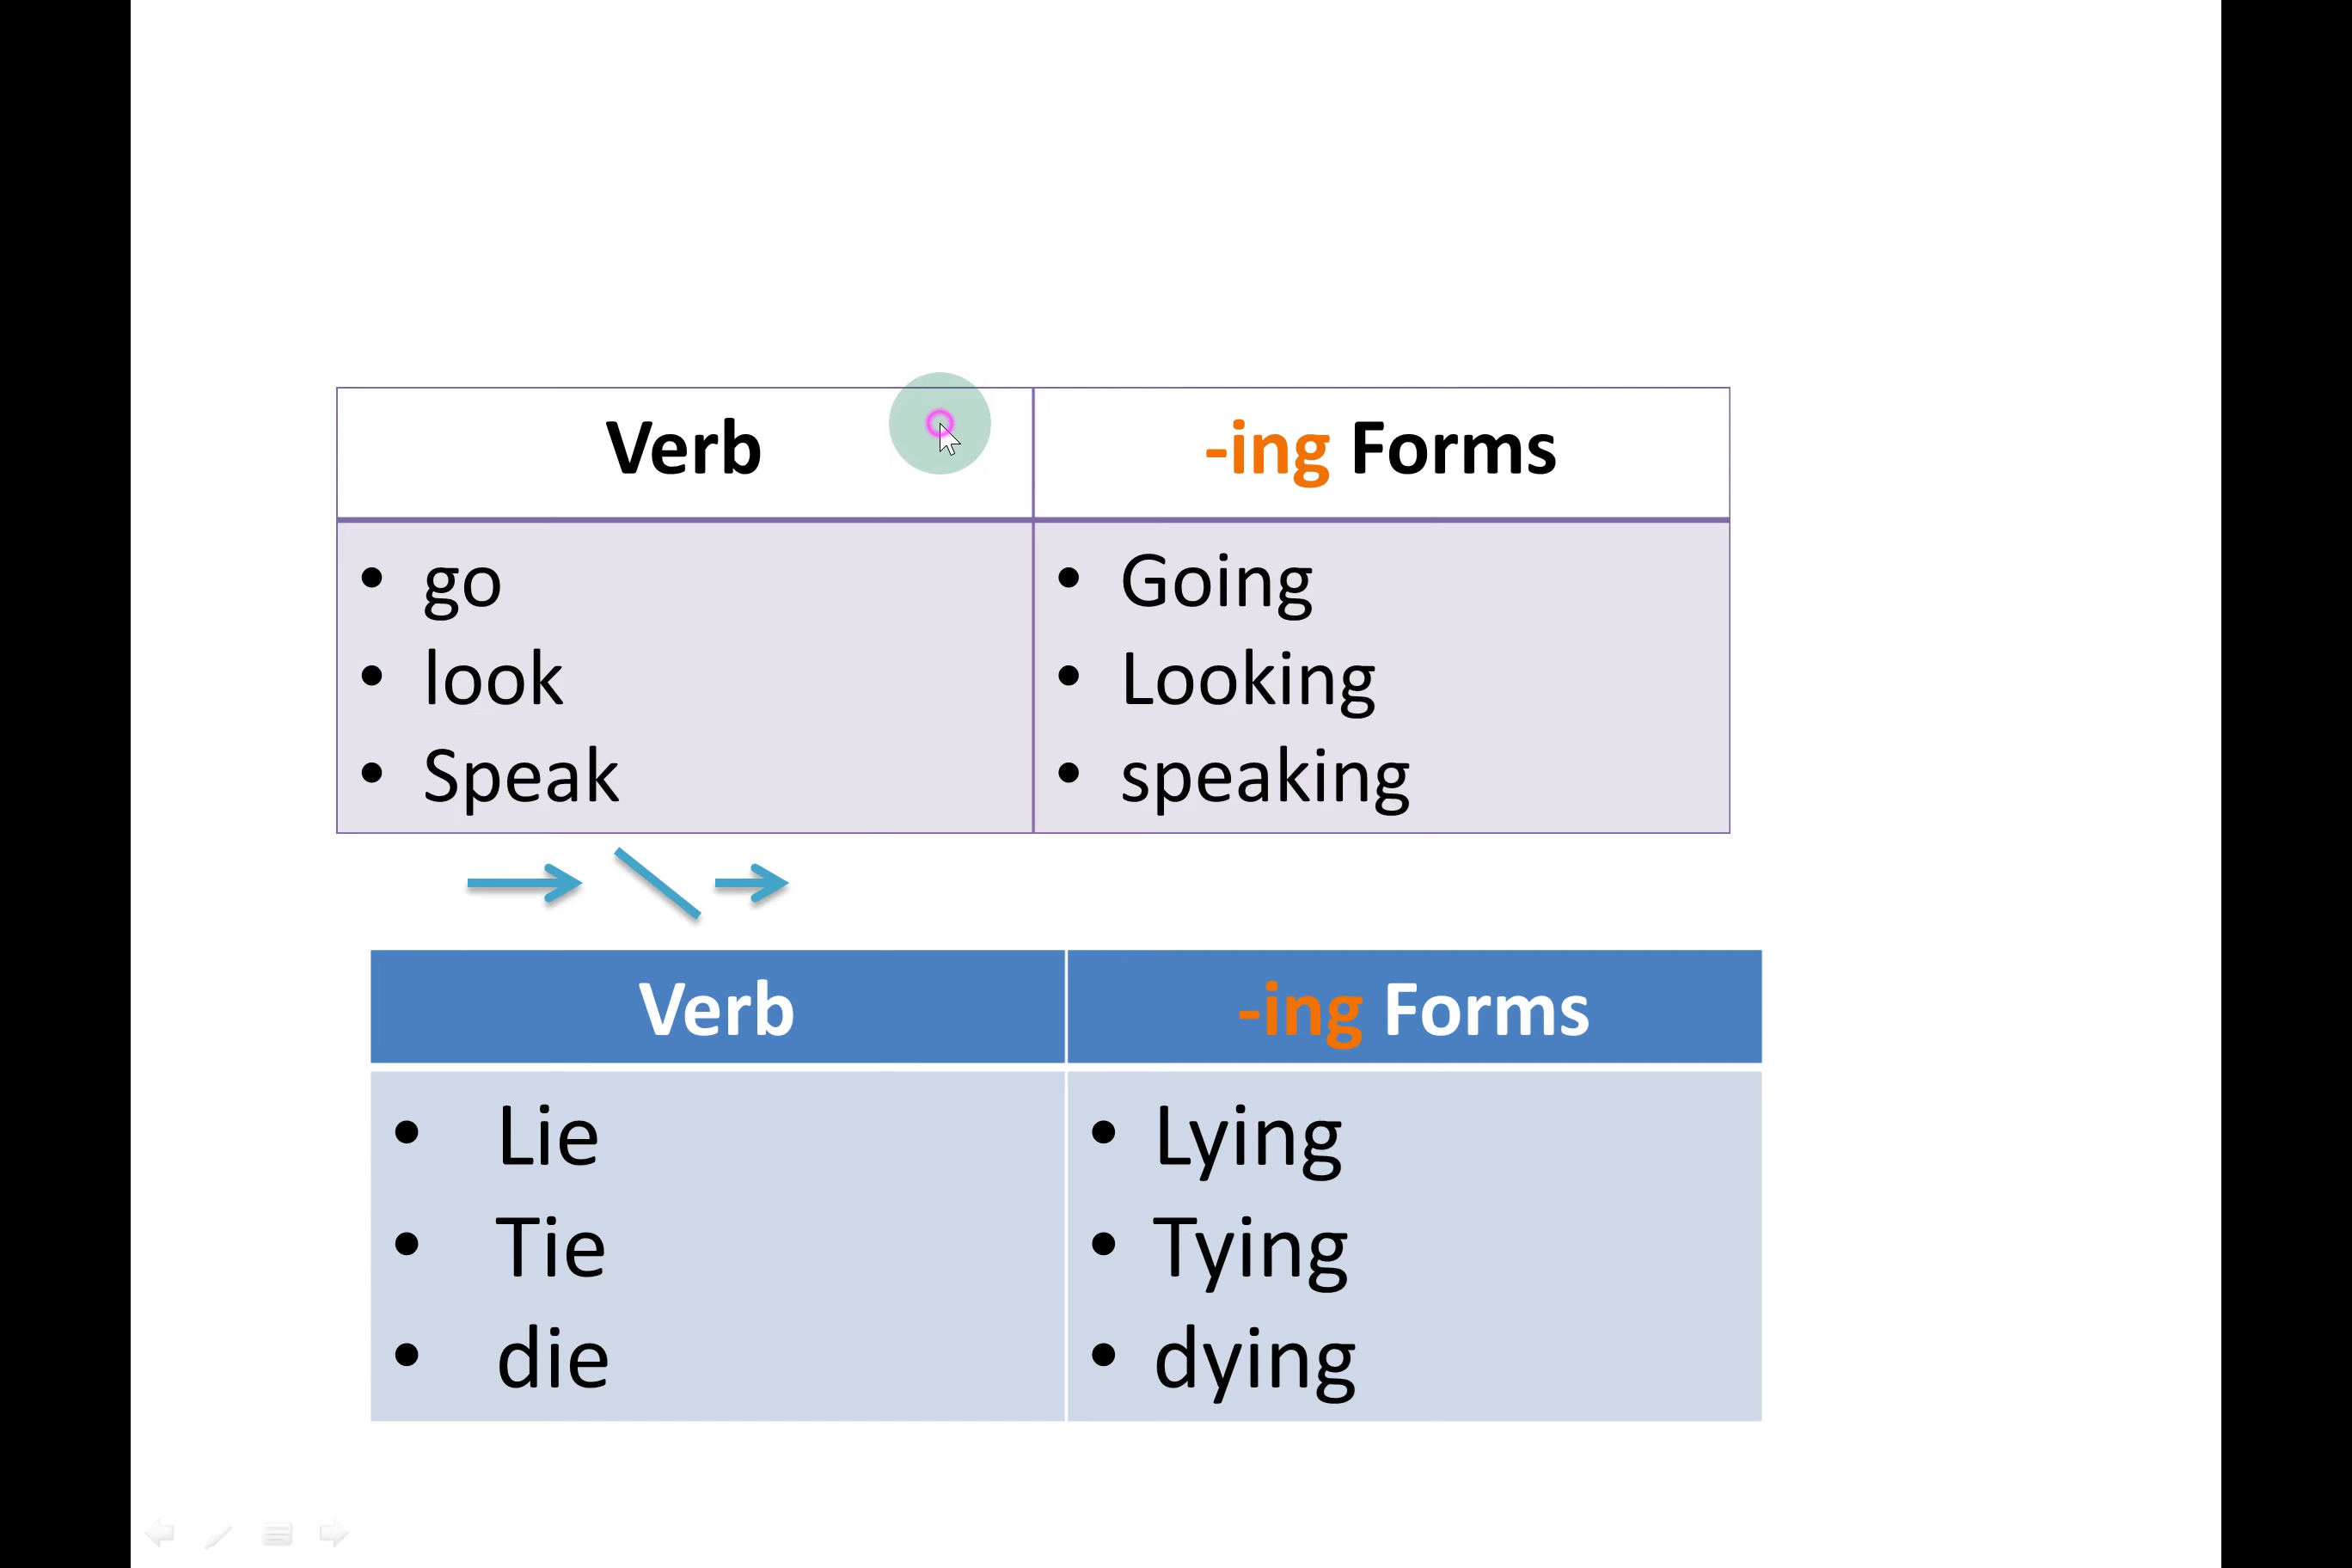 Verb -ing Forms
• go • Going
• look • Looking
• Speak • speaking
Verb -ing Forms
• Lie • Lying
• Tie • Tying
• die • dying